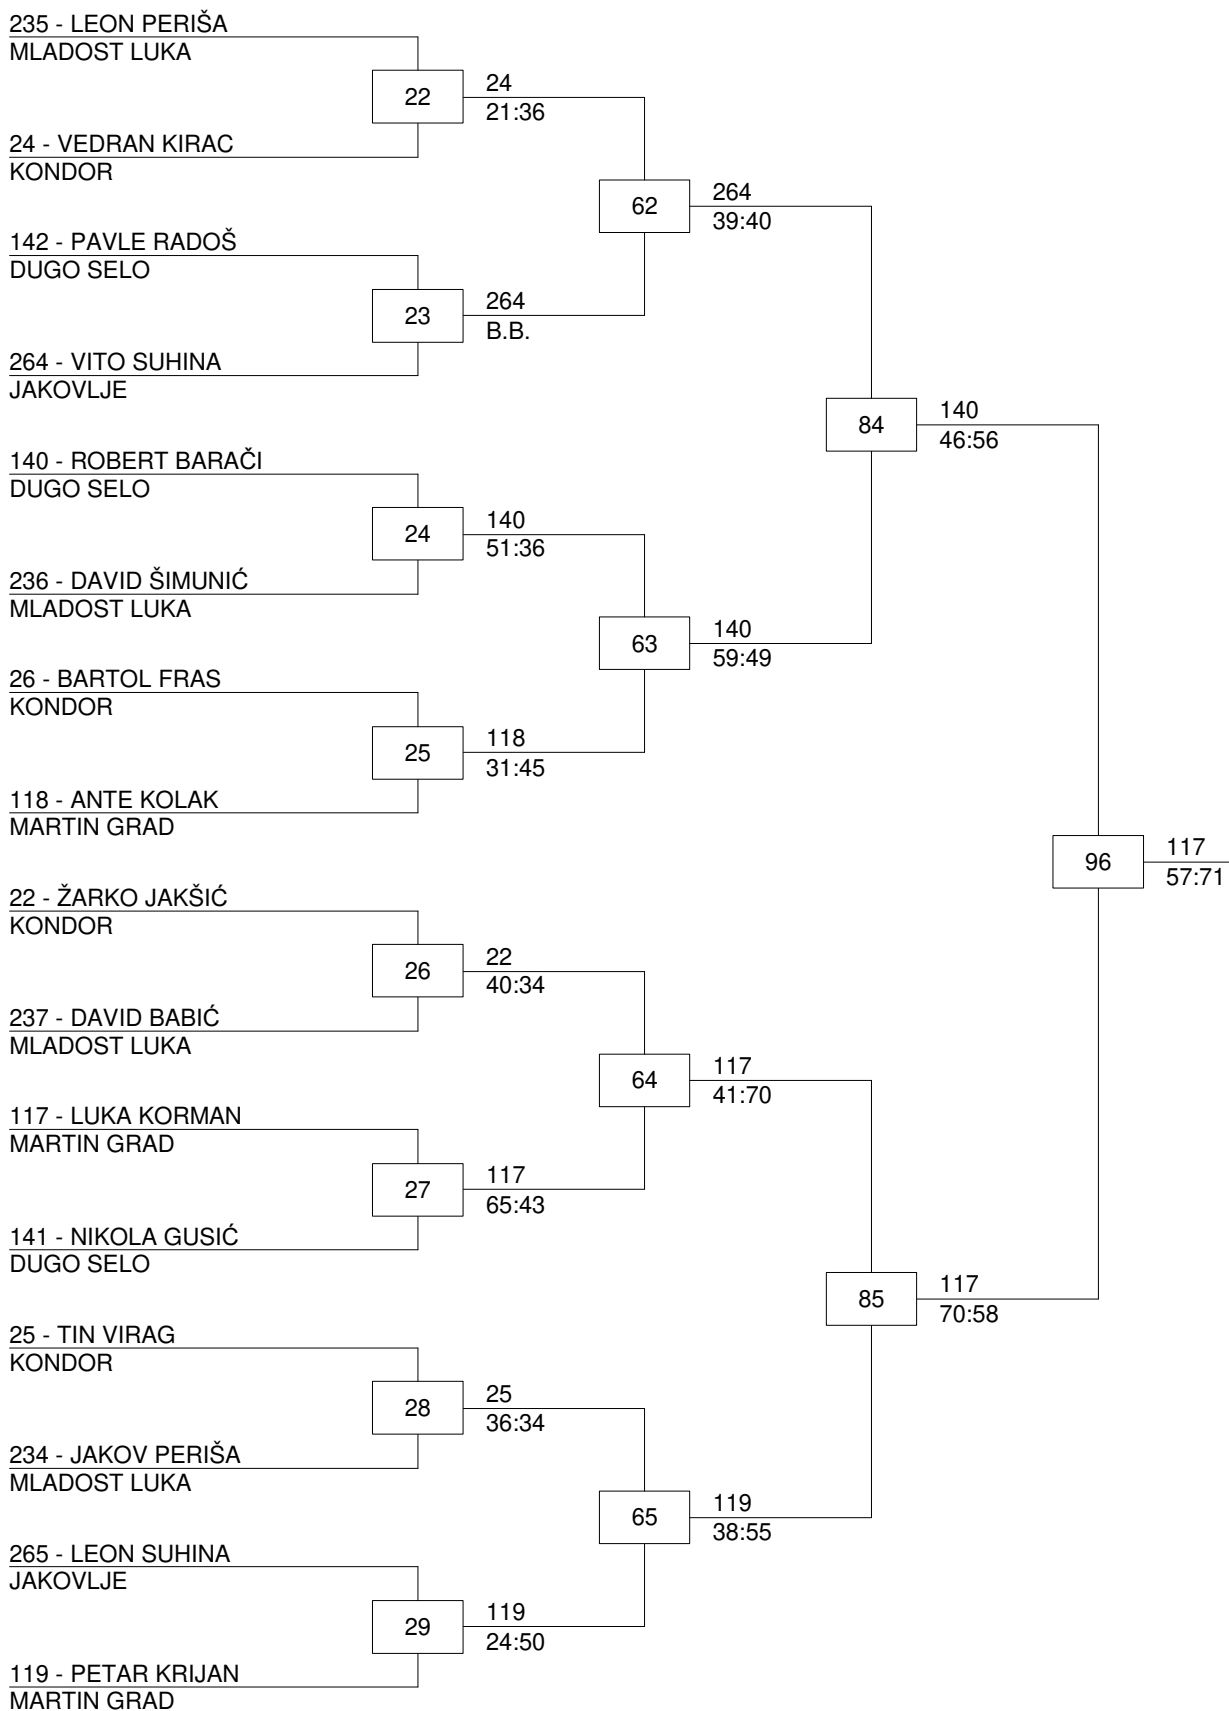 235 - LEON PERIŠA
MLADOST LUKA
22
24
21:36
24 - VEDRAN KIRAC
KONDOR
62
264
39:40
142 - PAVLE RADOŠ
DUGO SELO
23
264
B.B.
264 - VITO SUHINA
JAKOVLJE
84
140
46:56
140 - ROBERT BARAČI
DUGO SELO
24
140
51:36
236 - DAVID ŠIMUNIĆ
MLADOST LUKA
63
140
59:49
26 - BARTOL FRAS
KONDOR
25
118
31:45
118 - ANTE KOLAK
MARTIN GRAD
96
117
57:71
22 - ŽARKO JAKŠIĆ
KONDOR
26
22
40:34
237 - DAVID BABIĆ
MLADOST LUKA
64
117
41:70
117 - LUKA KORMAN
MARTIN GRAD
27
117
65:43
141 - NIKOLA GUSIĆ
DUGO SELO
85
117
70:58
25 - TIN VIRAG
KONDOR
28
25
36:34
234 - JAKOV PERIŠA
MLADOST LUKA
65
119
38:55
265 - LEON SUHINA
JAKOVLJE
29
119
24:50
119 - PETAR KRIJAN
MARTIN GRAD